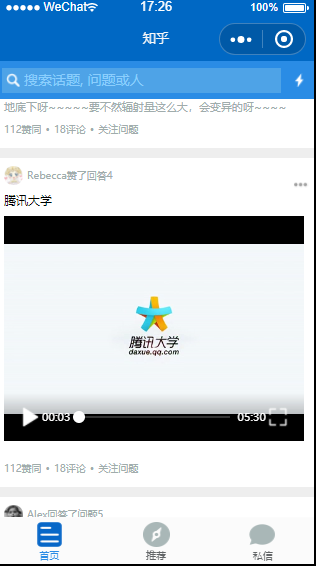 WeChat
17:26
100%
知乎
搜索话题, 问题或人
地底下呀~~~~~要不然辐射量这么大，会变异的呀~~~~
112赞同 • 18评论 • 关注问题
Rebecca赞了回答4
腾讯大学
腾讯大学
daxue.qq.com
00:03
05:30
112赞同 • 18评论 • 关注问题
Alex回答了问题5
首页
推荐
私信